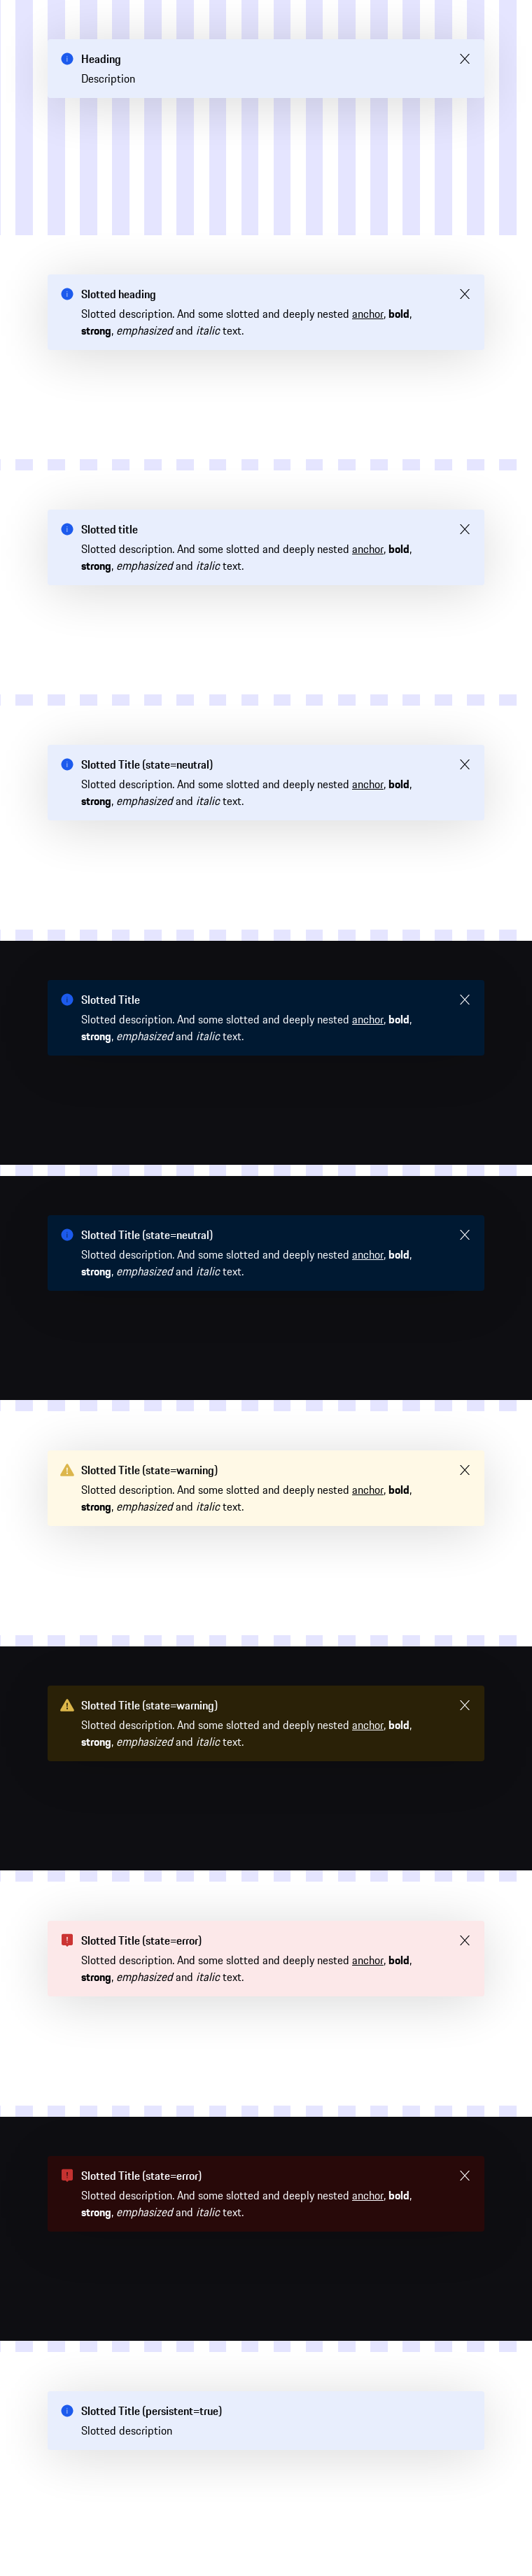 Heading
Description
Slotted heading
Slotted description. And some slotted and deeply nested anchor, bold,
strong, emphasized and italic text.
Slotted title
Slotted description. And some slotted and deeply nested anchor, bold,
strong, emphasized and italic text.
Slotted Title (state=neutral)
Slotted description. And some slotted and deeply nested anchor, bold,
strong, emphasized and italic text.
Slotted Title
Slotted description. And some slotted and deeply nested anchor, bold,
strong, emphasized and italic text.
Slotted Title (state=neutral)
Slotted description. And some slotted and deeply nested anchor, bold,
strong, emphasized and italic text.
Slotted Title (state=warning)
Slotted description. And some slotted and deeply nested anchor, bold,
strong, emphasized and italic text.
Slotted Title (state=warning)
Slotted description. And some slotted and deeply nested anchor, bold,
strong, emphasized and italic text.
Slotted Title (state=error)
Slotted description. And some slotted and deeply nested anchor, bold,
strong, emphasized and italic text.
Slotted Title (state=error)
Slotted description. And some slotted and deeply nested anchor, bold,
strong, emphasized and italic text.
Slotted Title (persistent=true)
Slotted description